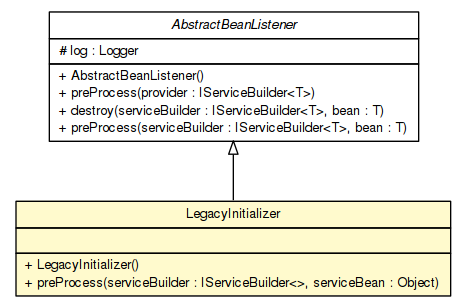 AbstractBeanListener
# log : Logger
+ AbstractBeanListener()
+ preProcess(provider : IServiceBuilder<T>)
+ destroy(serviceBuilder : IServiceBuilder<T>, bean : T)
+ preProcess(serviceBuilder : IServiceBuilder<T>, bean : T)
LegacyInitializer
+ LegacyInitializer()
+ preProcess(serviceBuilder : IServiceBuilder<>, serviceBean : Object)